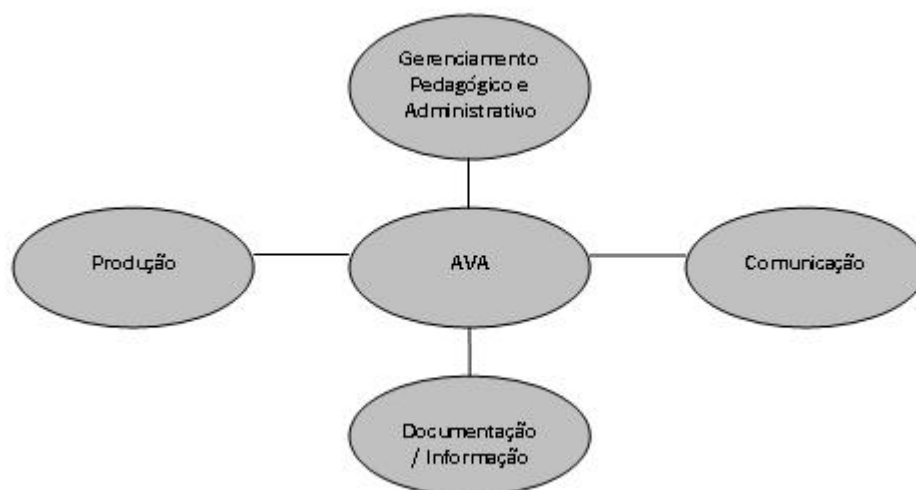 Gerenciamento
Pedagógico e
Administrativo
Produção
AVA
Comunicação
Documentação
/ Informação